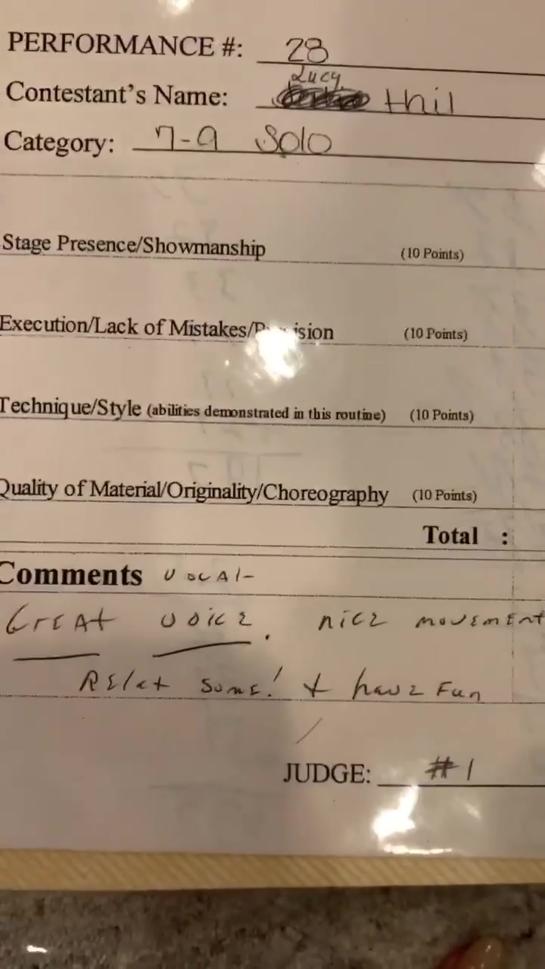 PERFORMANCE #: 28
Lucy
Contestant's Name: thil
Category: 7-9 Solo
Stage Presence/Showmanship (10 Points)
Execution/Lack of Mistakes/ (10 Points)
Technique/Style (abilities demonstrated in this routine) (10 Points)
Quality of Material/Originality/Choreography (10 Points)
Total :
Comments VOCAL-
GrEAt voice. nice movement
some! + have Fun
JUDGE: #1